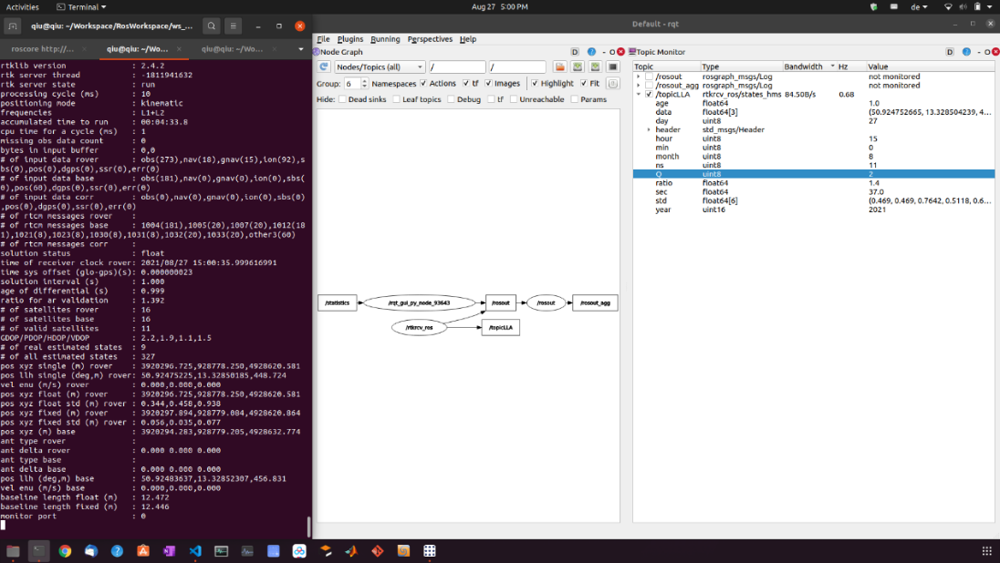 Activities Terminal Aug 27 5:00 PM de
qiu@qiu: ~/Workspace/RosWorkspace/ws_...
roscore http://... qiu@qiu: ~/Wo... qiu@qiu: ~/Wo...
rtklib version : 2.4.2
rtk server thread : -1811941632
rtk server state : run
processing cycle (ms) : 10
positioning mode : kinematic
frequencies : L1+L2
accumulated time to run : 00:04:33.8
cpu time for a cycle (ms) : 1
missing obs data count : 0
bytes in input buffer : 0,0
# of input data rover : obs(273),nav(18),gnav(15),ion(92),s
bs(0),pos(0),dgps(0),ssr(0),err(0)
# of input data base : obs(181),nav(0),gnav(0),ion(0),sbs(
0),pos(60),dgps(0),ssr(0),err(0)
# of input data corr : obs(0),nav(0),gnav(0),ion(0),sbs(0)
,pos(0),dgps(0),ssr(0),err(0)
# of rtcm messages rover :
# of rtcm messages base : 1004(181),1005(20),1007(20),1012(18
1),1021(8),1023(8),1030(8),1031(8),1032(20),1033(20),other3(60)
# of rtcm messages corr :
solution status : float
time of receiver clock rover: 2021/08/27 15:00:35.999616991
time sys offset (glo-gps)(s): 0.000000023
solution interval (s) : 1.000
age of differential (s) : 0.999
ratio for ar validation : 1.392
# of satellites rover : 16
# of satellites base : 16
# of valid satellites : 11
GDOP/PDOP/HDOP/VDOP : 2.2,1.9,1.1,1.5
# of real estimated states : 9
# of all estimated states : 327
pos xyz single (m) rover : 3920296.725,928778.250,4928620.581
pos llh single (deg,m) rover: 50.92475225,13.32850185,448.724
vel enu (m/s) rover : 0.000,0.000,0.000
pos xyz float (m) rover : 3920296.725,928778.250,4928620.581
pos xyz float std (m) rover : 0.344,0.458,0.938
pos xyz fixed (m) rover : 3920297.894,928779.084,4928620.864
pos xyz fixed std (m) rover : 0.056,0.035,0.077
pos xyz (m) base : 3920294.283,928779.205,4928632.774
ant type rover :
ant delta rover : 0.000 0.000 0.000
ant type base :
ant delta base : 0.000 0.000 0.000
pos llh (deg,m) base : 50.92483637,13.32852307,456.831
vel enu (m/s) base : 0.000,0.000,0.000
baseline length float (m) : 12.472
baseline length fixed (m) : 12.446
monitor port : 0
Default - rqt
File Plugins Running Perspectives Help
Node Graph D - O
Nodes/Topics (all) / /
Group: 6 Namespaces Actions tf Images Highlight Fit
Hide: Dead sinks Leaf topics Debug tf Unreachable Params
/statistics /rqt_gui_py_node_93643 /rosout /rosout /rosout_agg
/rtkrcv_ros /topicLLA
Topic Monitor D - O
Topic Type Bandwidth Hz Value
/rosout rosgraph_msgs/Log not monitored
/rosout_agg rosgraph_msgs/Log not monitored
/topicLLA rtkrcv_ros/states_hms 84.50B/s 0.68
age float64 1.0
data float64[3] (50.924752665, 13.328504239, 4...
day uint8 27
header std_msgs/Header
hour uint8 15
min uint8 0
month uint8 8
ns uint8 11
Q uint8 2
ratio float64 1.4
sec float64 37.0
std float64[6] (0.469, 0.469, 0.7642, 0.5118, 0.6...
year uint16 2021